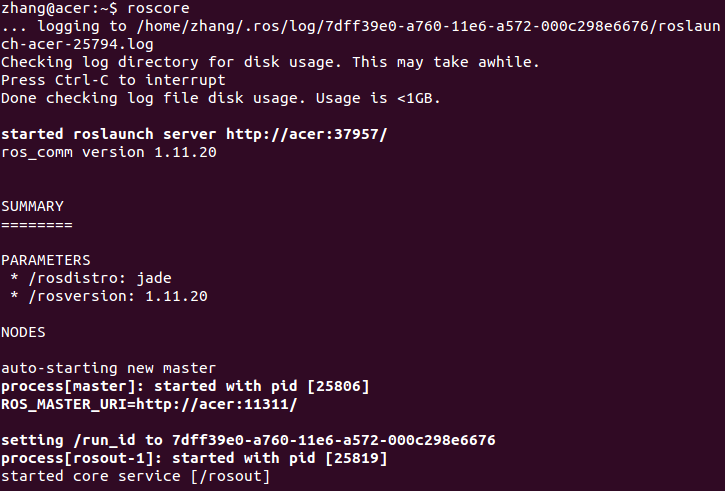 zhang@acer:~$ roscore
... logging to /home/zhang/.ros/log/7dff39e0-a760-11e6-a572-000c298e6676/roslaun
ch-acer-25794.log
Checking log directory for disk usage. This may take awhile.
Press Ctrl-C to interrupt
Done checking log file disk usage. Usage is <1GB.
started roslaunch server http://acer:37957/
ros_comm version 1.11.20
SUMMARY
========
PARAMETERS
 * /rosdistro: jade
 * /rosversion: 1.11.20
NODES
auto-starting new master
process[master]: started with pid [25806]
ROS_MASTER_URI=http://acer:11311/
setting /run_id to 7dff39e0-a760-11e6-a572-000c298e6676
process[rosout-1]: started with pid [25819]
started core service [/rosout]